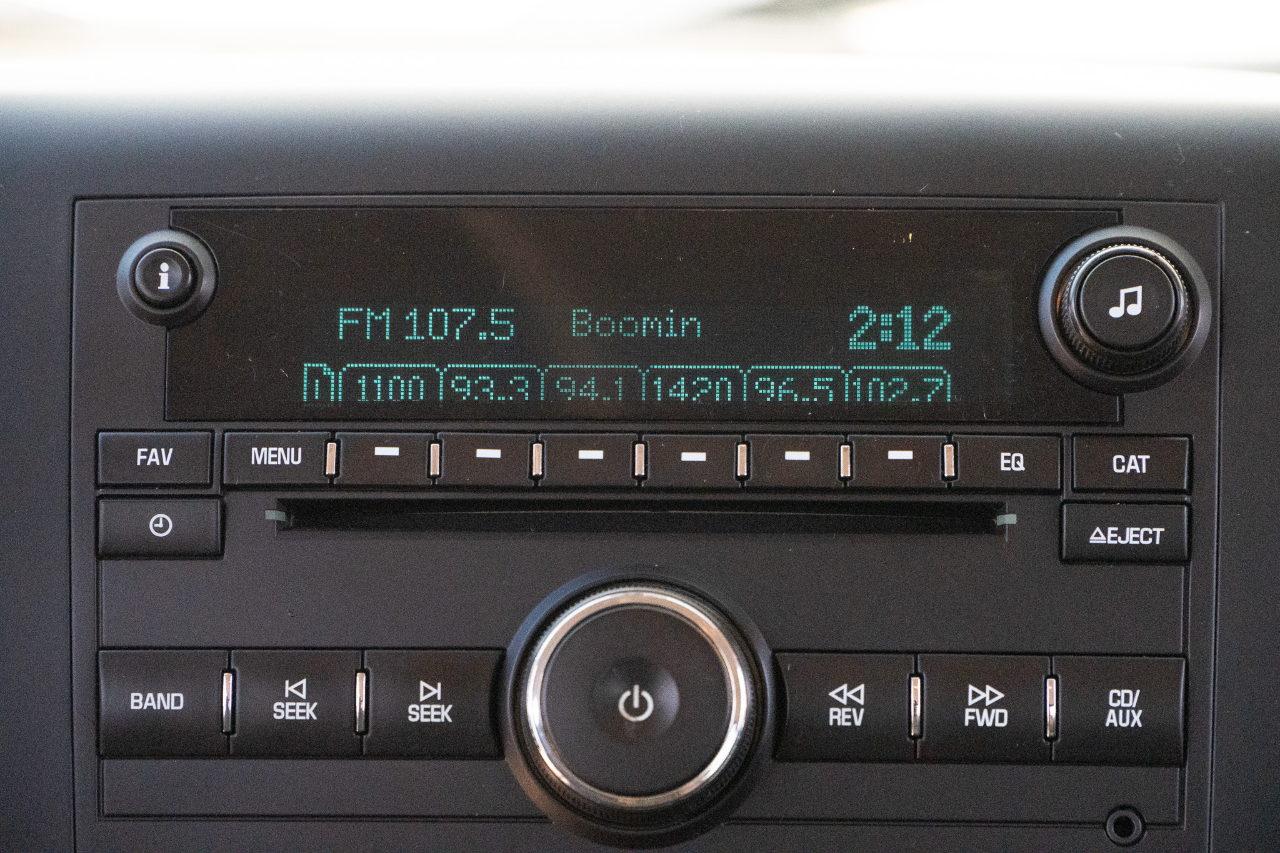 i
FM 107.5 Boomin 2:12
1100 93.3 94.1 1420 96.5 102.7
FAV MENU EQ CAT
EJECT
BAND SEEK SEEK REV FWD CD/
AUX